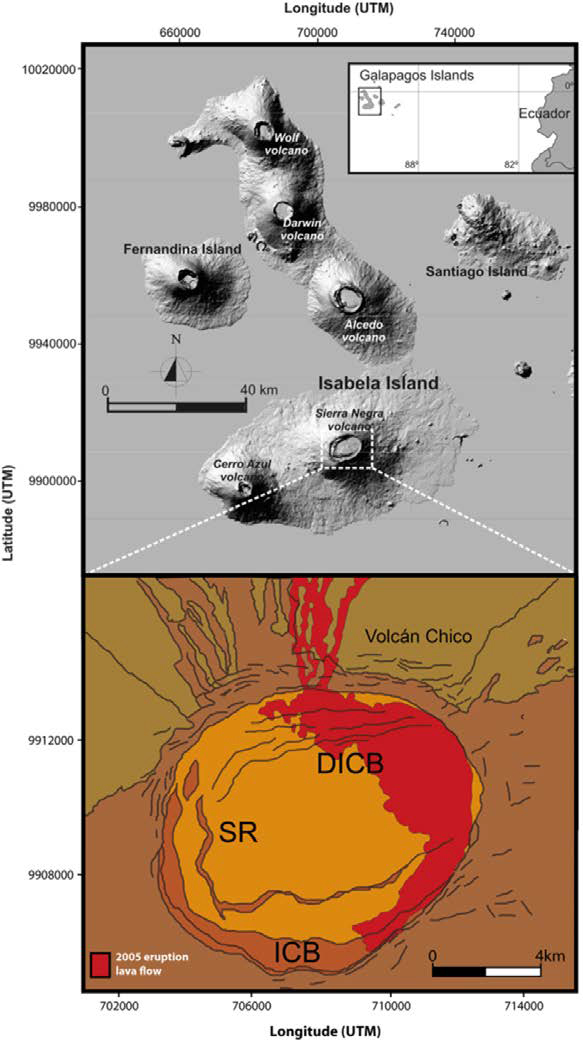 Longitude (UTM)
660000 700000 740000
10020000
Galapagos Islands
0°
Ecuador
88° 82°
Wolf
volcano
9980000
Darwin
volcano
Fernandina Island
Santiago Island
Alcedo
volcano
9940000
N
0 40 km
Isabela Island
Sierra Negra
volcano
Cerro Azul
volcano
9900000
Latitude (UTM)
Volcán Chico
9912000
DICB
SR
9908000
ICB
2005 eruption
lava flow
0 4km
702000 706000 710000 714000
Longitude (UTM)